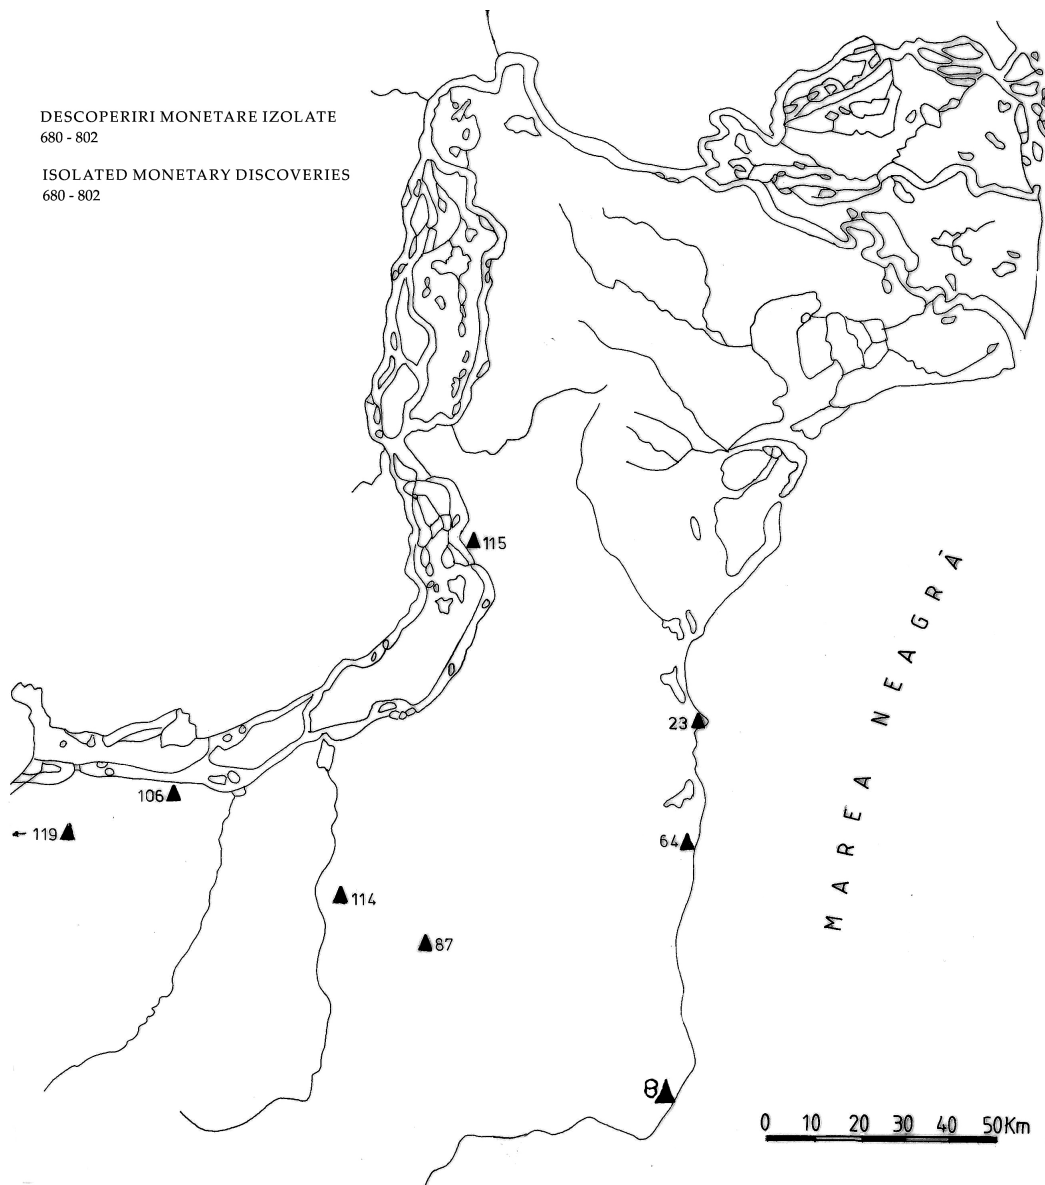 DESCOPERIRI MONETARE IZOLATE
680 - 802
ISOLATED MONETARY DISCOVERIES
680 - 802
115
23
106
← 119
64
114
87
MAREA NEAGRĂ
8
0 10 20 30 40 50Km